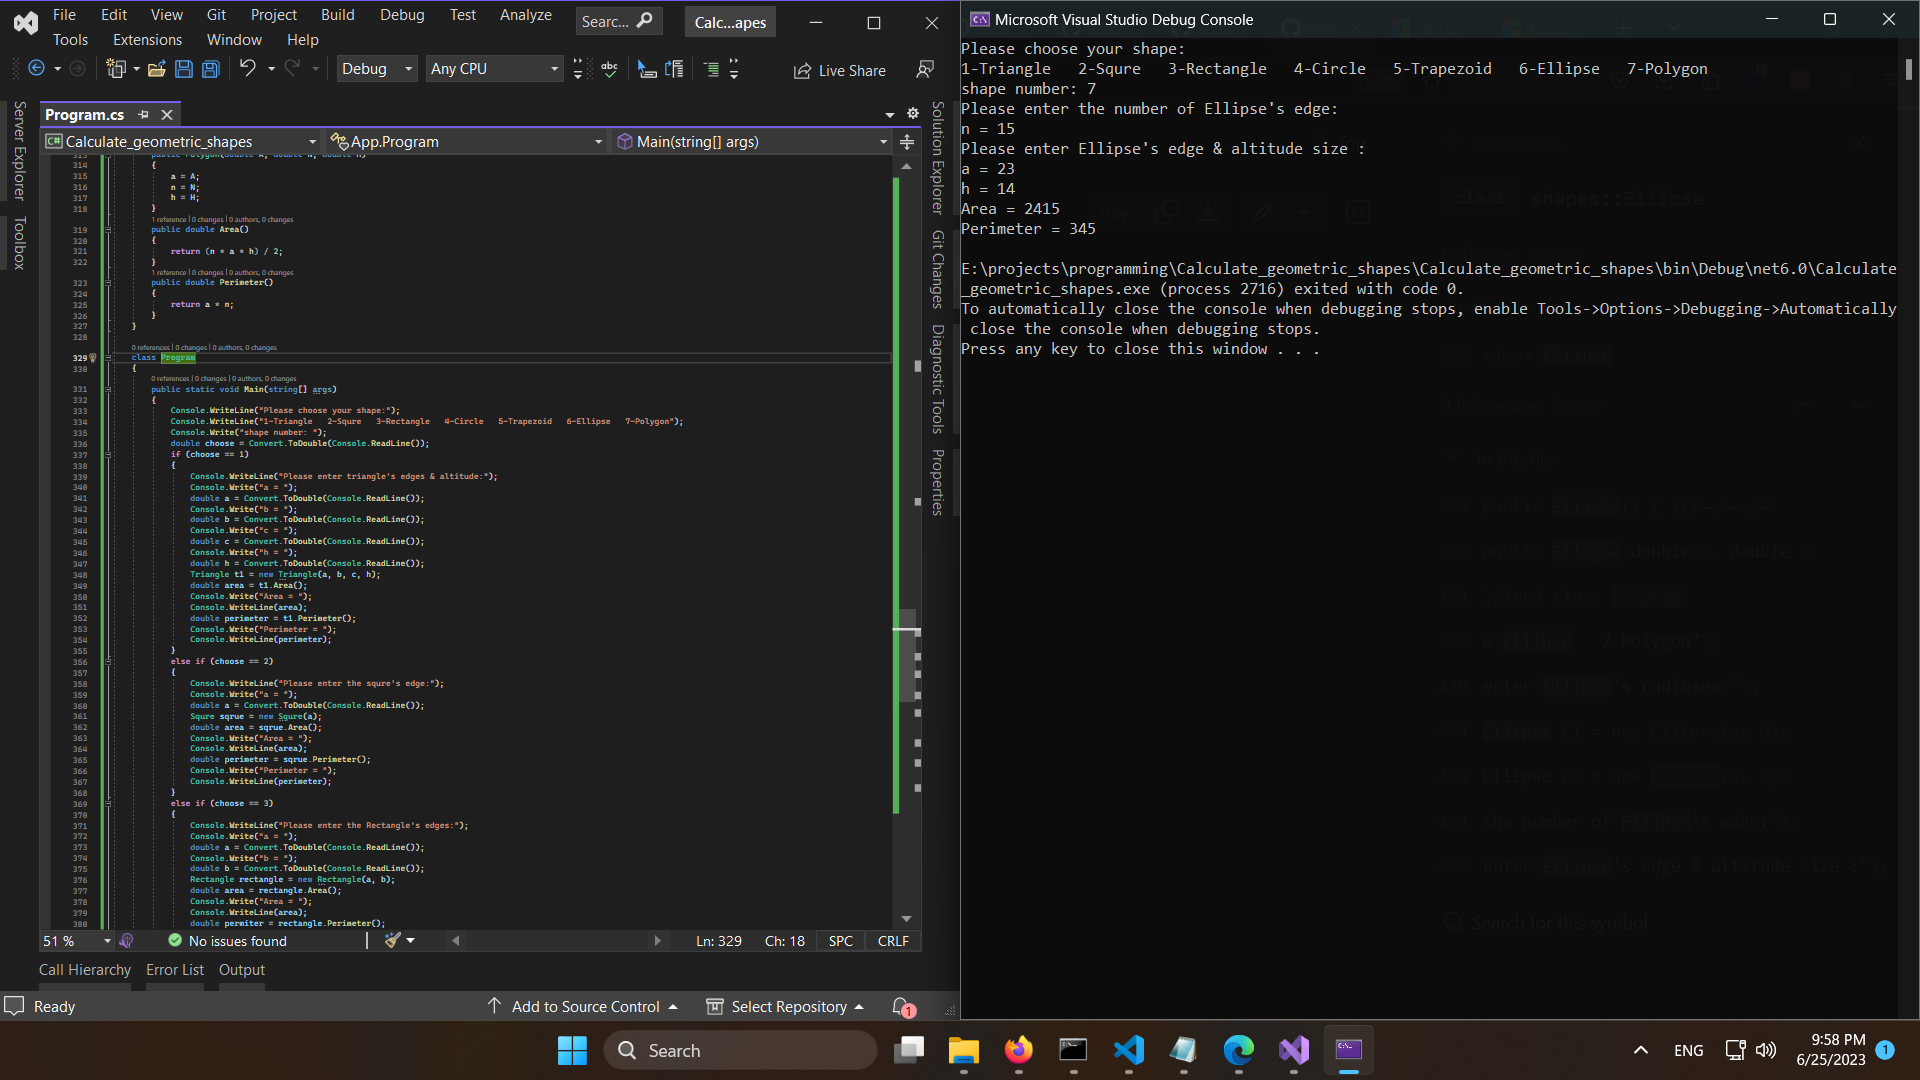 File Edit View Git Project Build Debug Test Analyze
Searc...
Calc...apes
Tools Extensions Window Help
Debug
Any CPU
Live Share
Server Explorer
Toolbox
Program.cs
Calculate_geometric_shapes
App.Program
Main(string[] args)
313 public Polygon(double A, double N, double H)
314 {
315 a = A;
316 n = N;
317 h = H;
318 }
1 reference | 0 changes | 0 authors, 0 changes
319 public double Area()
320 {
321 return (n * a * h) / 2;
322 }
1 reference | 0 changes | 0 authors, 0 changes
323 public double Perimeter()
324 {
325 return a * n;
326 }
327 }
328
0 references | 0 changes | 0 authors, 0 changes
329 class Program
330 {
0 references | 0 changes | 0 authors, 0 changes
331 public static void Main(string[] args)
332 {
333 Console.WriteLine("Please choose your shape:");
334 Console.WriteLine("1-Triangle   2-Squre   3-Rectangle   4-Circle   5-Trapezoid   6-Ellipse   7-Polygon");
335 Console.Write("shape number: ");
336 double choose = Convert.ToDouble(Console.ReadLine());
337 if (choose == 1)
338 {
339 Console.WriteLine("Please enter triangle's edges & altitude:");
340 Console.Write("a = ");
341 double a = Convert.ToDouble(Console.ReadLine());
342 Console.Write("b = ");
343 double b = Convert.ToDouble(Console.ReadLine());
344 Console.Write("c = ");
345 double c = Convert.ToDouble(Console.ReadLine());
346 Console.Write("h = ");
347 double h = Convert.ToDouble(Console.ReadLine());
348 Triangle t1 = new Triangle(a, b, c, h);
349 double area = t1.Area();
350 Console.Write("Area = ");
351 Console.WriteLine(area);
352 double perimeter = t1.Perimeter();
353 Console.Write("Perimeter = ");
354 Console.WriteLine(perimeter);
355 }
356 else if (choose == 2)
357 {
358 Console.WriteLine("Please enter the squre's edge:");
359 Console.Write("a = ");
360 double a = Convert.ToDouble(Console.ReadLine());
361 Squre sqrue = new Squre(a);
362 double area = sqrue.Area();
363 Console.Write("Area = ");
364 Console.WriteLine(area);
365 double perimeter = sqrue.Perimeter();
366 Console.Write("Perimeter = ");
367 Console.WriteLine(perimeter);
368 }
369 else if (choose == 3)
370 {
371 Console.WriteLine("Please enter the Rectangle's edges:");
372 Console.Write("a = ");
373 double a = Convert.ToDouble(Console.ReadLine());
374 Console.Write("b = ");
375 double b = Convert.ToDouble(Console.ReadLine());
376 Rectangle rectangle = new Rectangle(a, b);
377 double area = rectangle.Area();
378 Console.Write("Area = ");
379 Console.WriteLine(area);
380 double permiter = rectangle.Perimeter();
Solution Explorer
Git Changes
Diagnostic Tools
Properties
51 %
No issues found
Ln: 329 Ch: 18 SPC CRLF
Call Hierarchy Error List Output
Ready
Add to Source Control
Select Repository
1
Microsoft Visual Studio Debug Console
Please choose your shape:
1-Triangle   2-Squre   3-Rectangle   4-Circle   5-Trapezoid   6-Ellipse   7-Polygon
shape number: 7
Please enter the number of Ellipse's edge:
n = 15
Please enter Ellipse's edge & altitude size :
a = 23
h = 14
Area = 2415
Perimeter = 345
E:\projects\programming\Calculate_geometric_shapes\Calculate_geometric_shapes\bin\Debug\net6.0\Calculate
_geometric_shapes.exe (process 2716) exited with code 0.
To automatically close the console when debugging stops, enable Tools->Options->Debugging->Automatically
close the console when debugging stops.
Press any key to close this window . . .
class shapes::Ellipse
Search for this symbol
Search
ENG
9:58 PM
6/25/2023
1